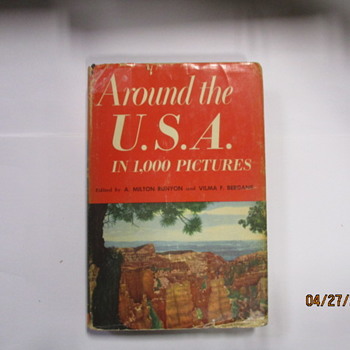 Around the
U.S.A.
IN 1,000 PICTURES
Edited by A. MILTON RUNYON and VILMA F. BERGANE
04/27/